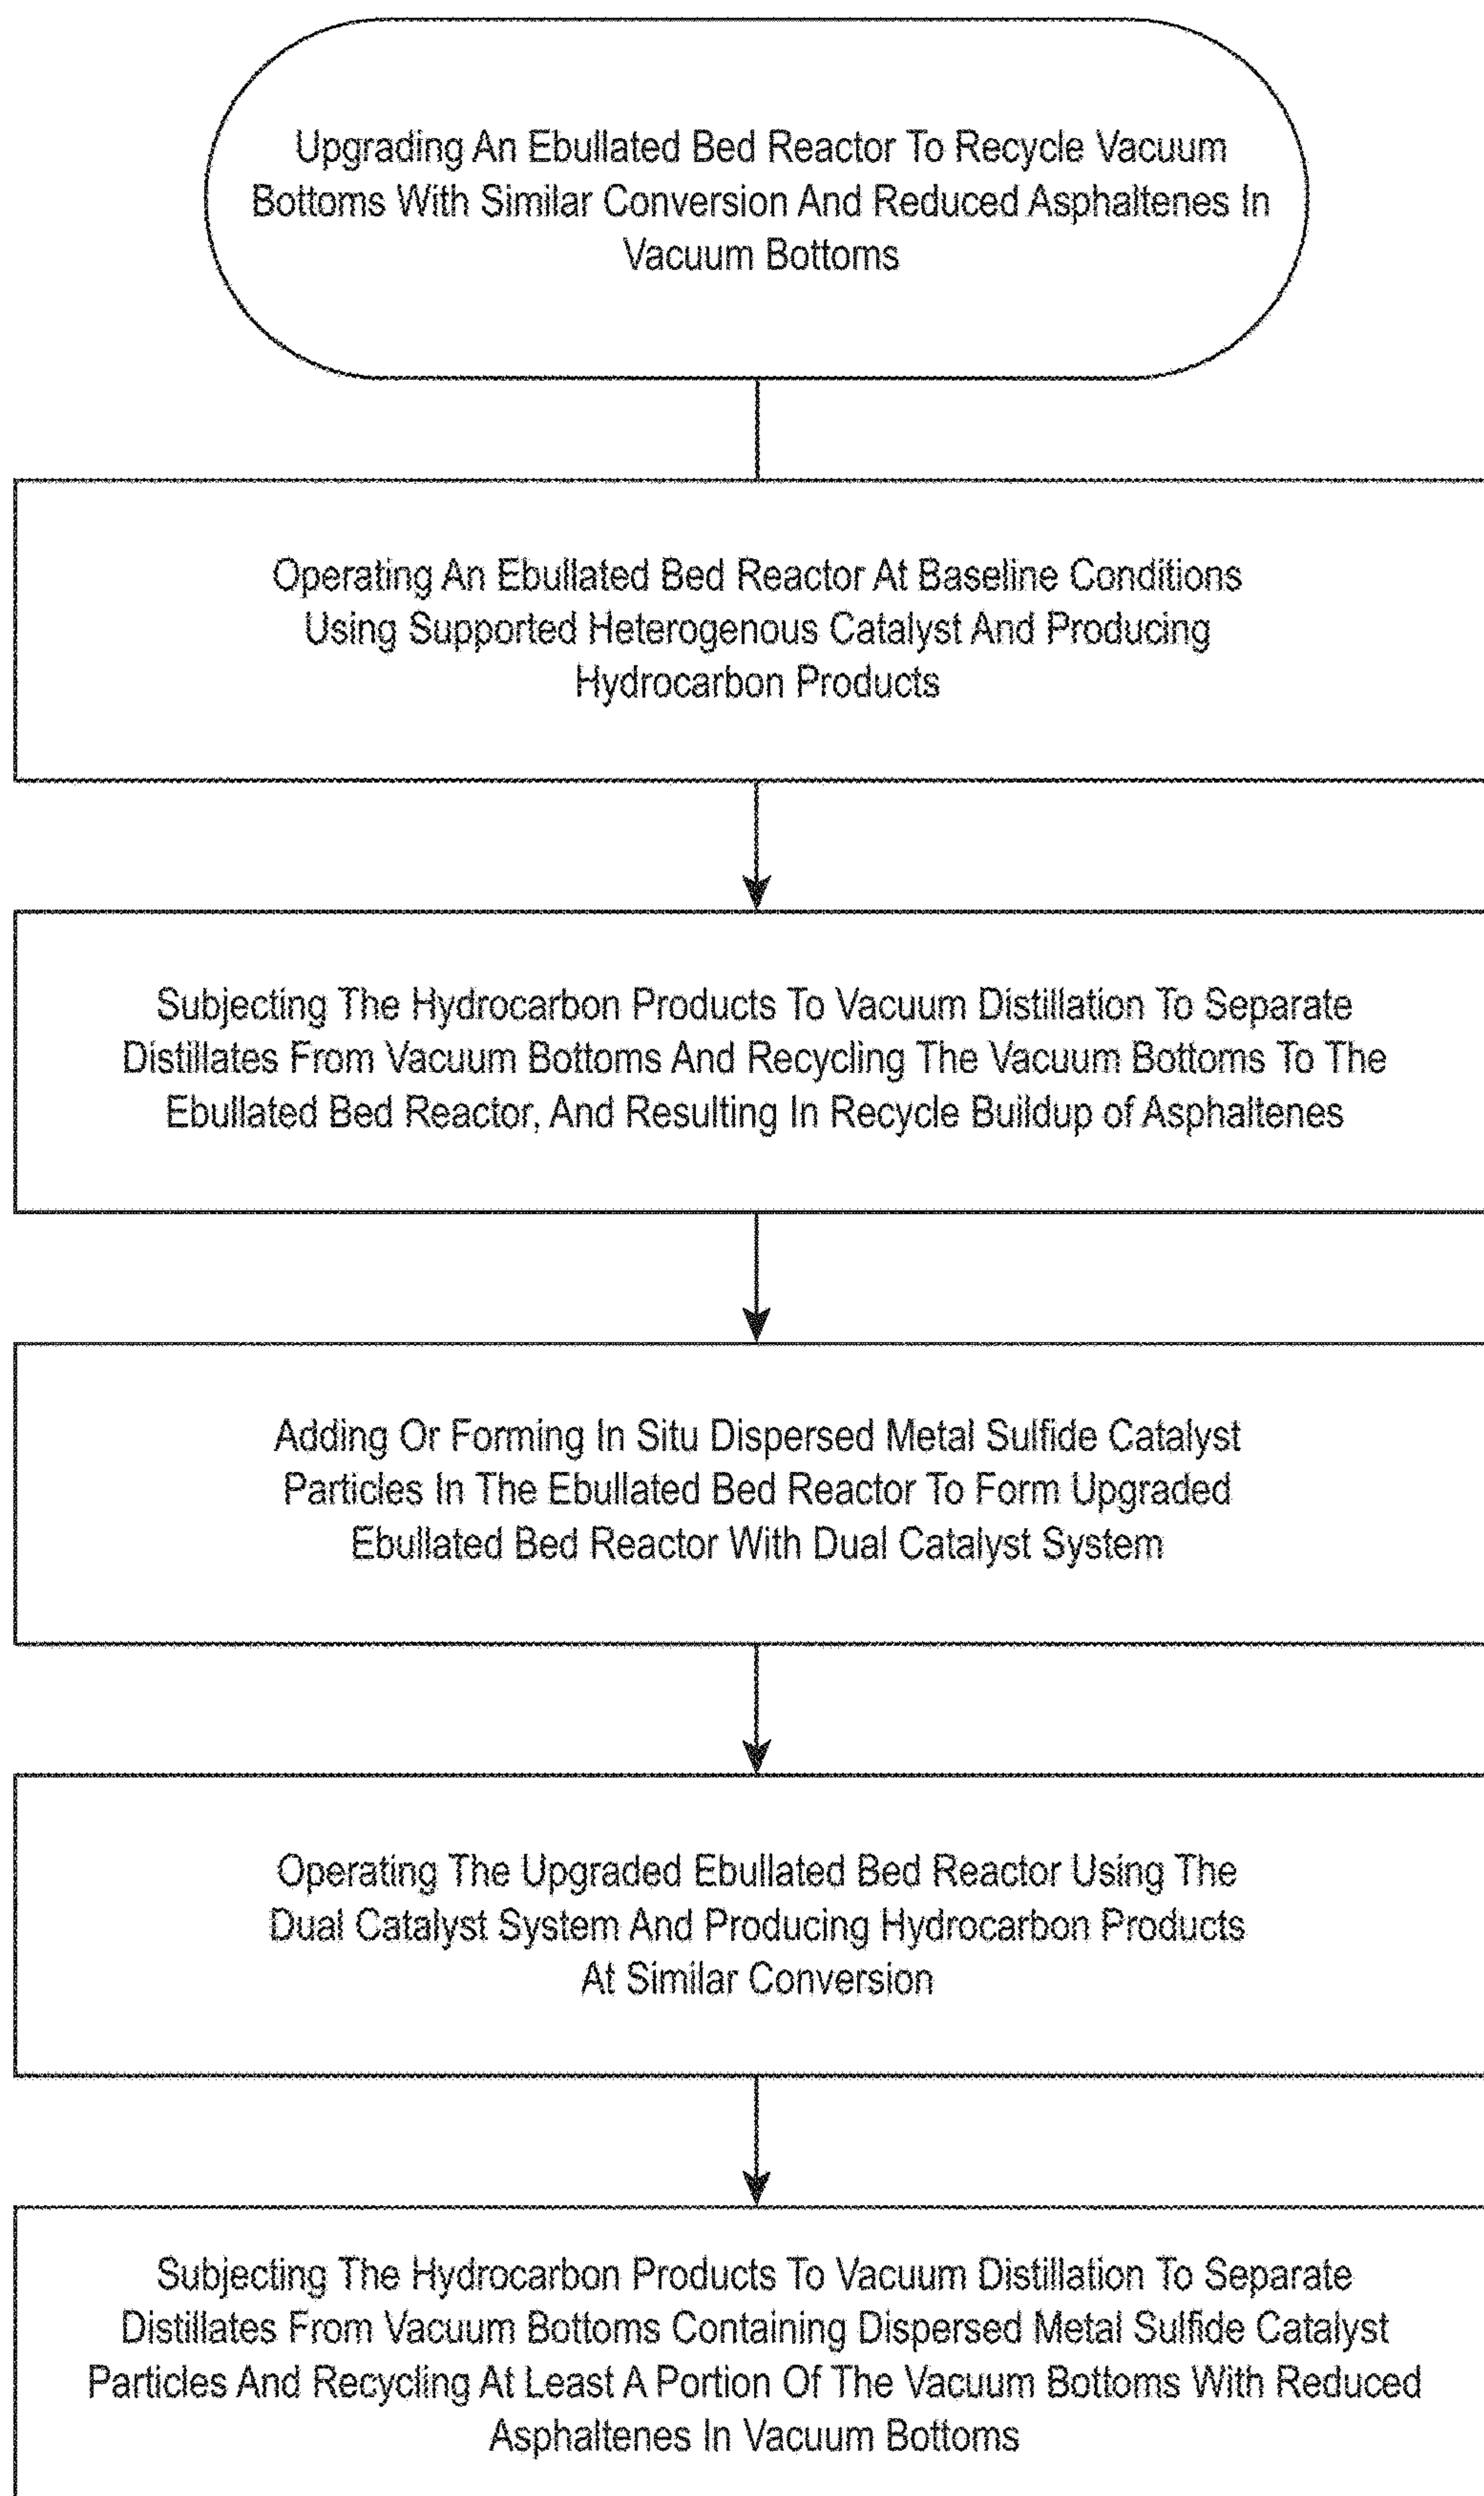 Upgrading An Ebullated Bed Reactor To Recycle Vacuum
Bottoms With Similar Conversion And Reduced Asphaltenes In
Vacuum Bottoms
Operating An Ebullated Bed Reactor At Baseline Conditions
Using Supported Heterogenous Catalyst And Producing
Hydrocarbon Products
Subjecting The Hydrocarbon Products To Vacuum Distillation To Separate
Distillates From Vacuum Bottoms And Recycling The Vacuum Bottoms To The
Ebullated Bed Reactor, And Resulting In Recycle Buildup of Asphaltenes
Adding Or Forming In Situ Dispersed Metal Sulfide Catalyst
Particles In The Ebullated Bed Reactor To Form Upgraded
Ebullated Bed Reactor With Dual Catalyst System
Operating The Upgraded Ebullated Bed Reactor Using The
Dual Catalyst System And Producing Hydrocarbon Products
At Similar Conversion
Subjecting The Hydrocarbon Products To Vacuum Distillation To Separate
Distillates From Vacuum Bottoms Containing Dispersed Metal Sulfide Catalyst
Particles And Recycling At Least A Portion Of The Vacuum Bottoms With Reduced
Asphaltenes In Vacuum Bottoms